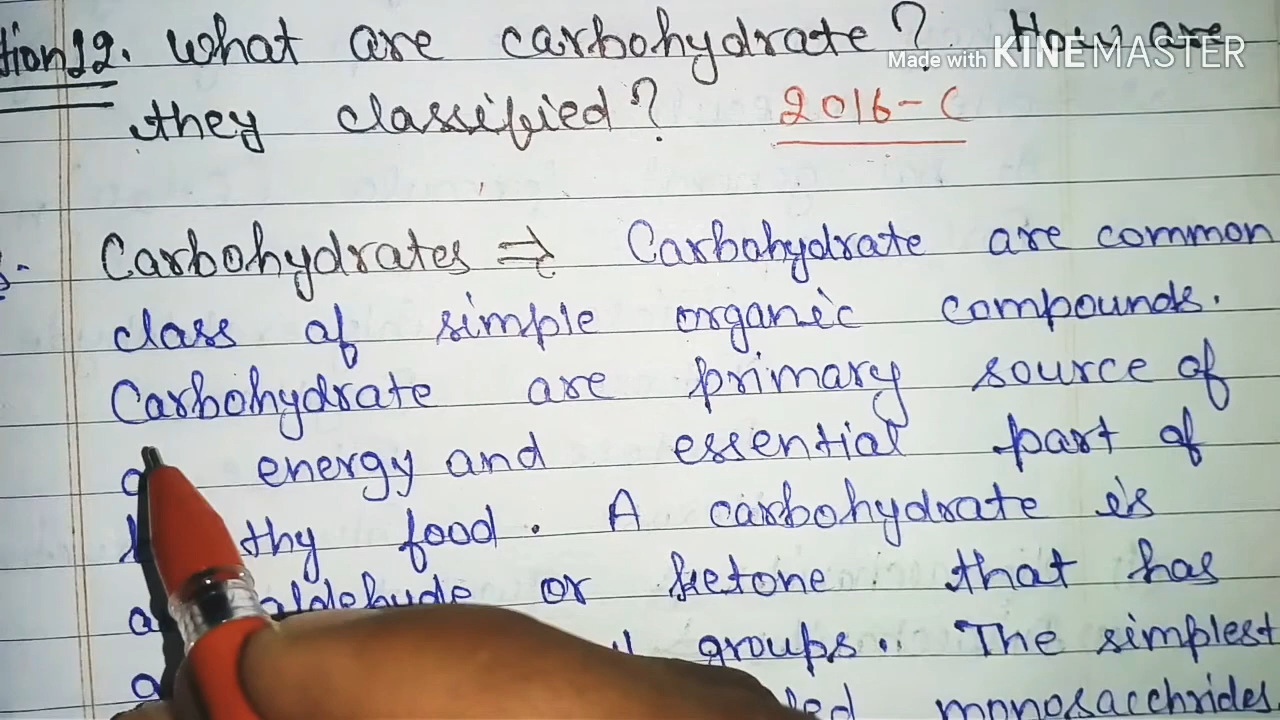 tion12. What are carbohydrate? How are
Made with KINEMASTER
they classified? 2016-C
Carbohydrates ⇒ Carbohydrate are common
class of simple organic compounds.
Carbohydrate are primary source of
energy and essential part of
thy food. A carbohydrate is
aldehyde or ketone that has
groups.. The simplest
monosacchrides